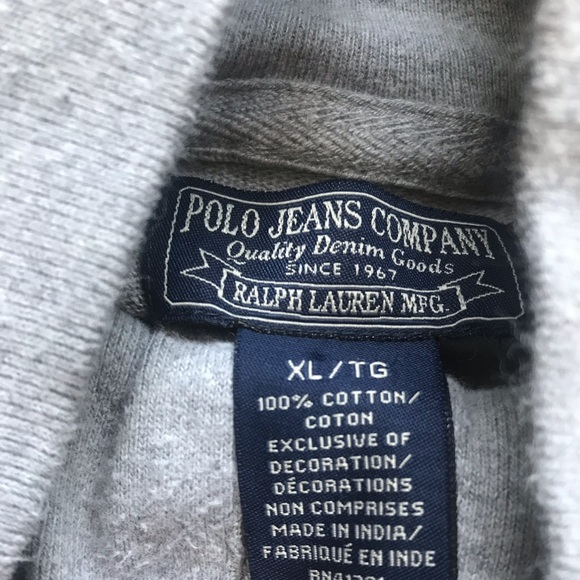 POLO JEANS COMPANY
Quality Denim Goods
SINCE 1967
RALPH LAUREN MFG.
XL/TG
100% COTTON/
COTON
EXCLUSIVE OF
DECORATION/
DÉCORATIONS
NON COMPRISES
MADE IN INDIA/
FABRIQUÉ EN INDE